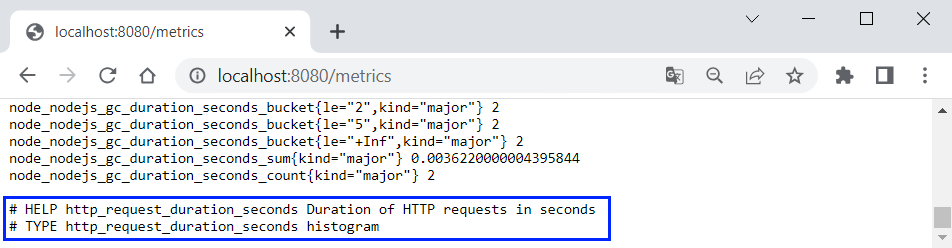 localhost:8080/metrics
localhost:8080/metrics
node_nodejs_gc_duration_seconds_bucket{le="2",kind="major"} 2
node_nodejs_gc_duration_seconds_bucket{le="5",kind="major"} 2
node_nodejs_gc_duration_seconds_bucket{le="+Inf",kind="major"} 2
node_nodejs_gc_duration_seconds_sum{kind="major"} 0.0036220000004395844
node_nodejs_gc_duration_seconds_count{kind="major"} 2
# HELP http_request_duration_seconds Duration of HTTP requests in seconds
# TYPE http_request_duration_seconds histogram